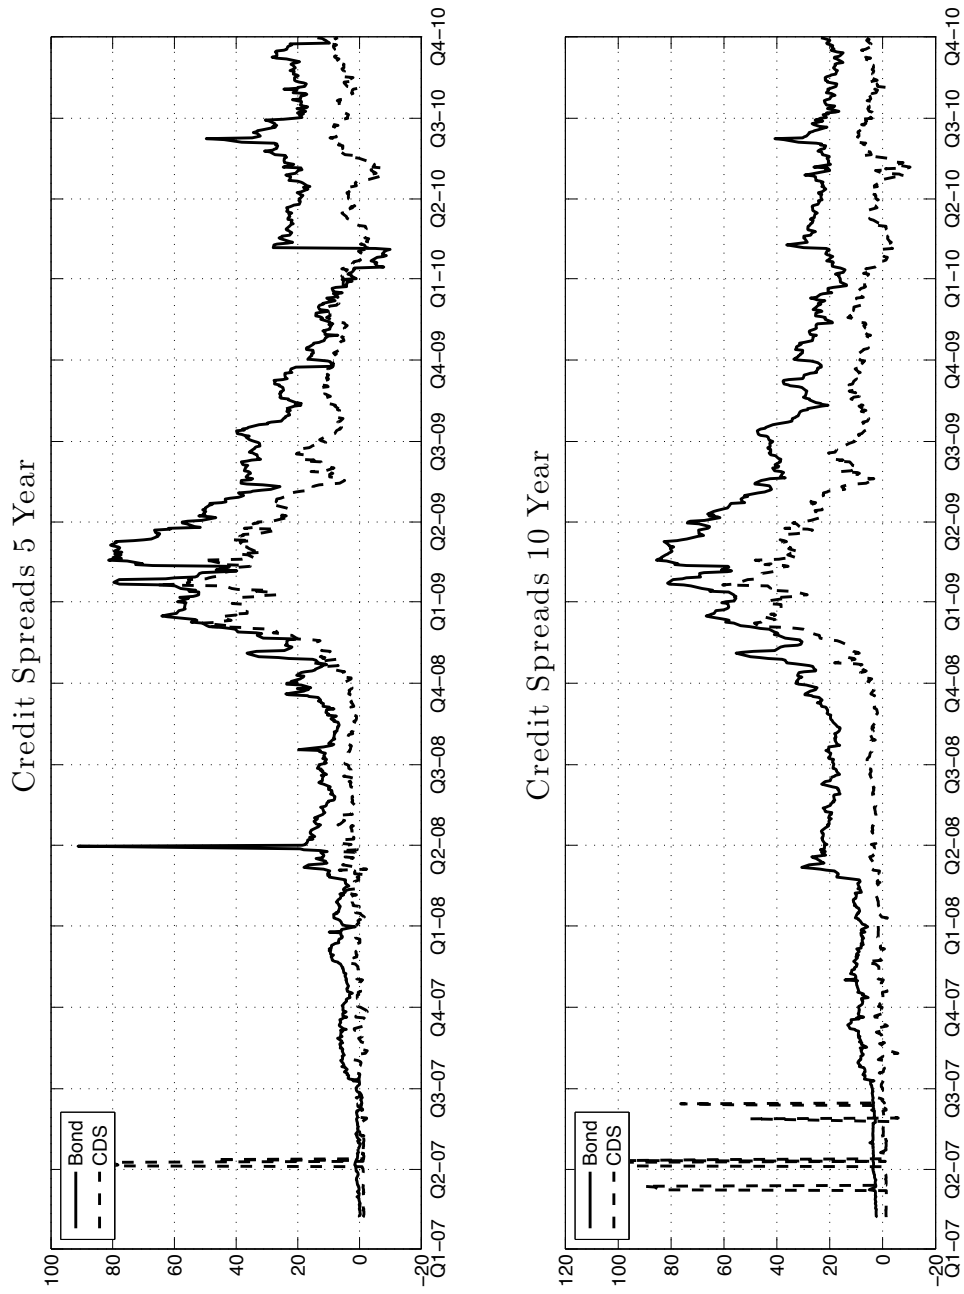 Credit Spreads 5 Year
100
80
60
40
20
0
−20
Bond
CDS
Q1−07
Q2−07
Q3−07
Q4−07
Q1−08
Q2−08
Q3−08
Q4−08
Q1−09
Q2−09
Q3−09
Q4−09
Q1−10
Q2−10
Q3−10
Q4−10
Credit Spreads 10 Year
120
100
80
60
40
20
0
−20
Bond
CDS
Q1−07
Q2−07
Q3−07
Q4−07
Q1−08
Q2−08
Q3−08
Q4−08
Q1−09
Q2−09
Q3−09
Q4−09
Q1−10
Q2−10
Q3−10
Q4−10